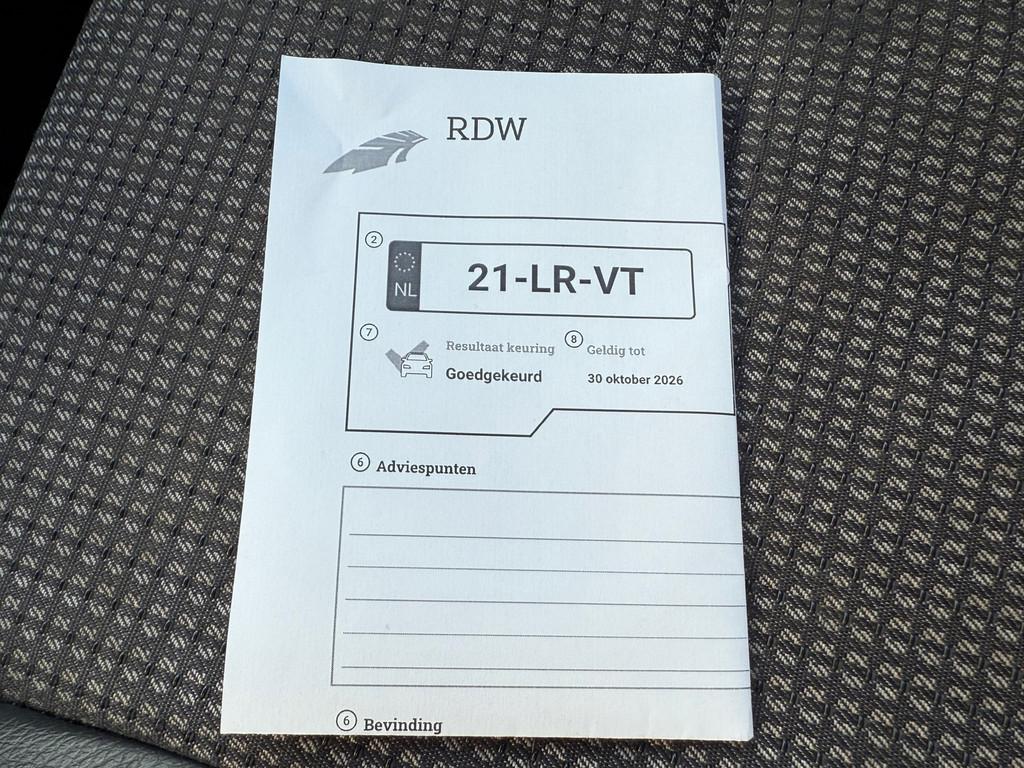 RDW
2
NL
21-LR-VT
7 Resultaat keuring 8 Geldig tot
Goedgekeurd 30 oktober 2026
6 Adviespunten
6 Bevinding